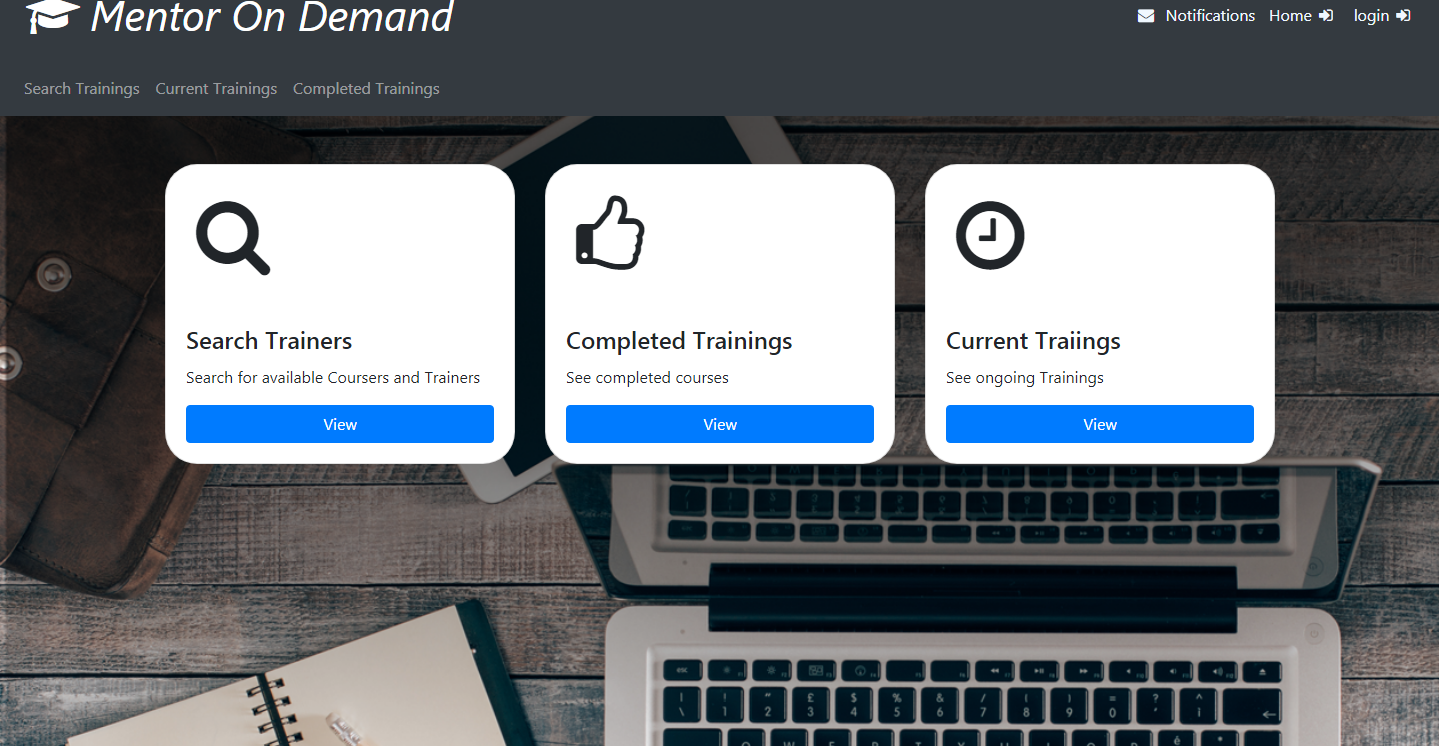 Mentor On Demand
Notifications Home login
Search Trainings Current Trainings Completed Trainings
Search Trainers
Search for available Coursers and Trainers
View
Completed Trainings
See completed courses
View
Current Traiings
See ongoing Trainings
View